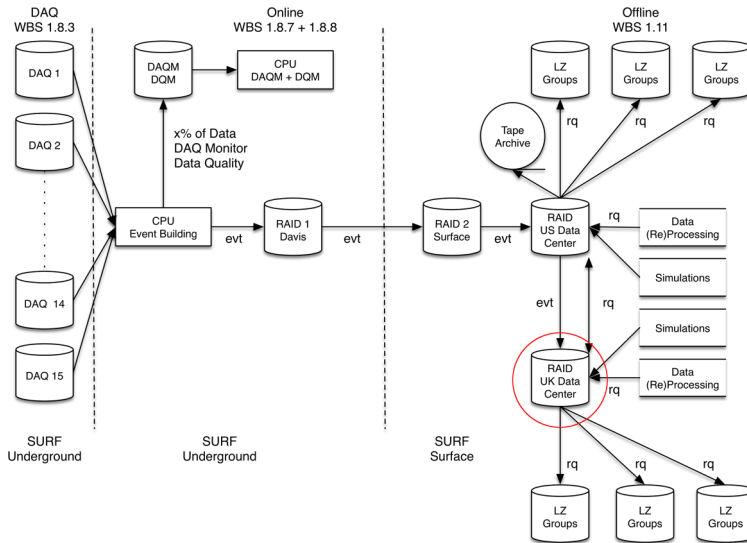 DAQ
WBS 1.8.3
Online
WBS 1.8.7 + 1.8.8
Offline
WBS 1.11
DAQ 1
DAQ 2
DAQ 14
DAQ 15
DAQM
DQM
CPU
DAQM + DQM
x% of Data
DAQ Monitor
Data Quality
CPU
Event Building
evt
RAID 1
Davis
evt
RAID 2
Surface
evt
RAID
US Data
Center
Tape
Archive
LZ
Groups
LZ
Groups
LZ
Groups
rq
rq
rq
rq
Data
(Re)Processing
Simulations
evt
rq
Simulations
RAID
UK Data
Center
Data
(Re)Processing
rq
SURF
Underground
SURF
Underground
SURF
Surface
rq
rq
rq
LZ
Groups
LZ
Groups
LZ
Groups